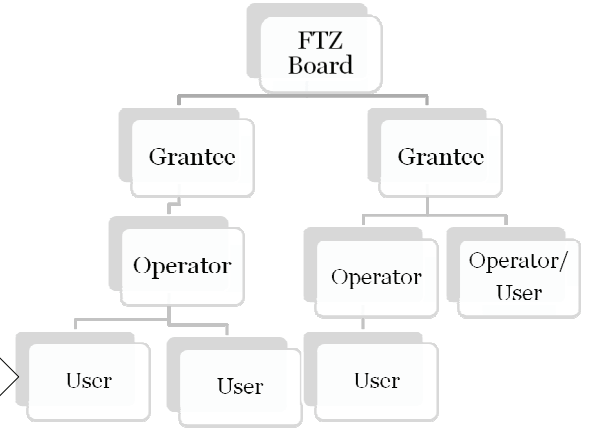 FTZ
Board
Grantee
Grantee
Operator
Operator
Operator/
User
User
User
User